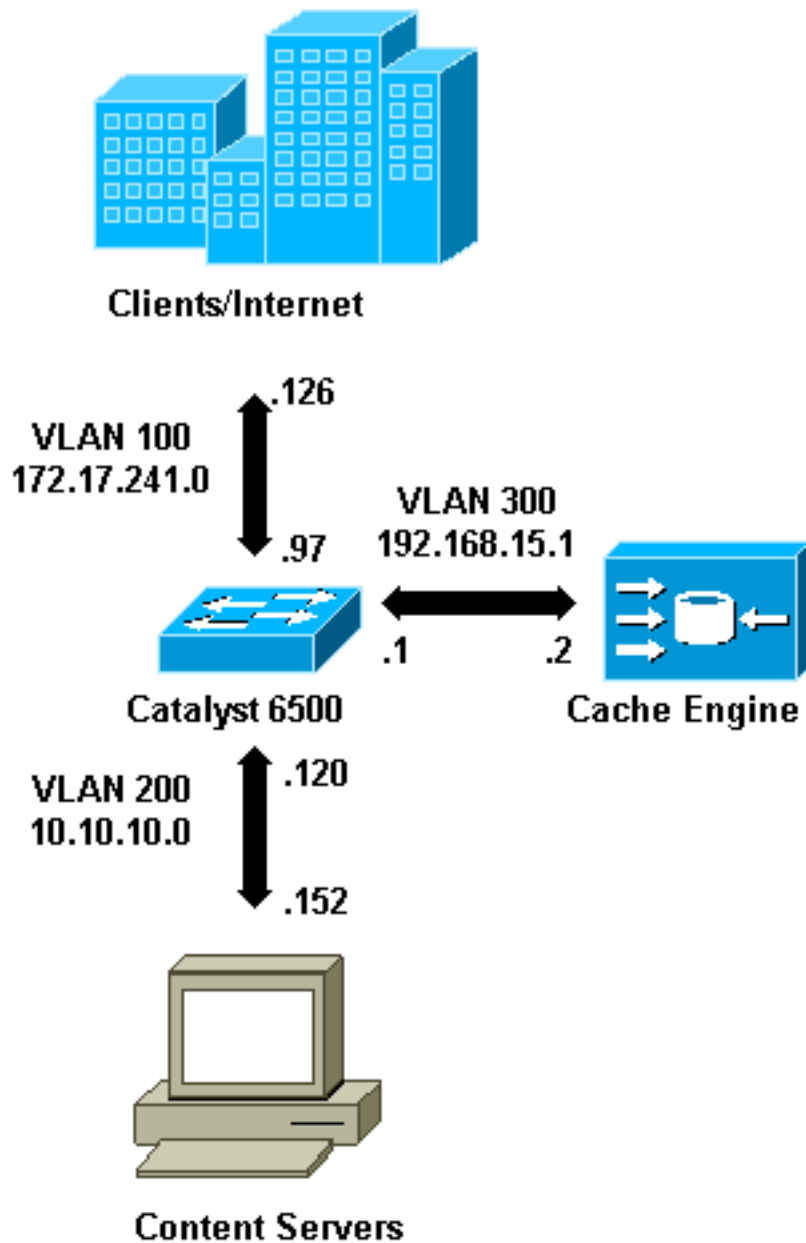 Clients/Internet
.126
VLAN 100
172.17.241.0
.97
VLAN 300
192.168.15.1
.1
.2
Catalyst 6500
Cache Engine
VLAN 200
10.10.10.0
.120
.152
Content Servers